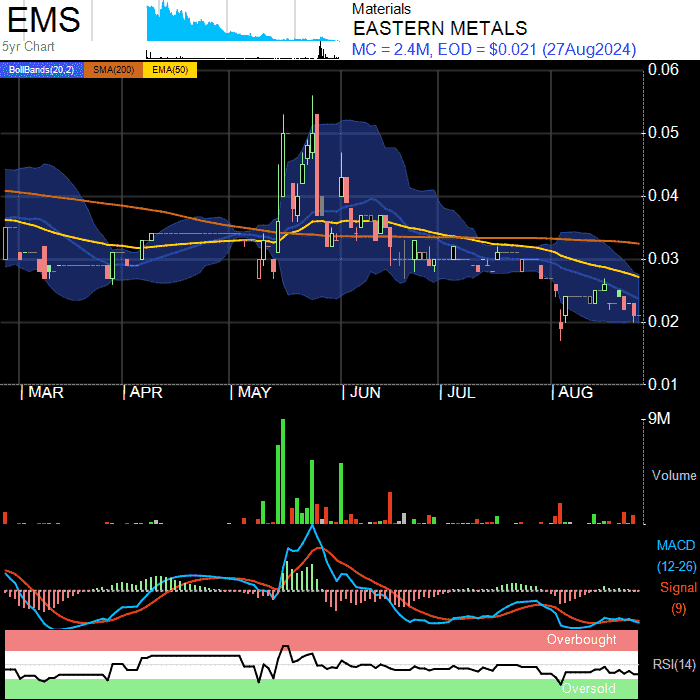 EMS
5yr Chart
Materials
EASTERN METALS
MC = 2.4M, EOD = $0.021 (27Aug2024)
BollBands(20,2) SMA(200) EMA(50)
0.06
0.05
0.04
0.03
0.02
0.01
MAR APR MAY JUN JUL AUG
9M
Volume
MACD
(12-26)
Signal
(9)
Overbought
RSI(14)
Oversold